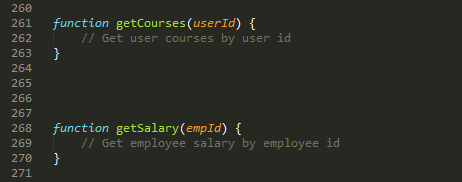 260
261 function getCourses(userId) {
262 // Get user courses by user id
263 }
264
265
266
267
268 function getSalary(empId) {
269 // Get employee salary by employee id
270 }
271